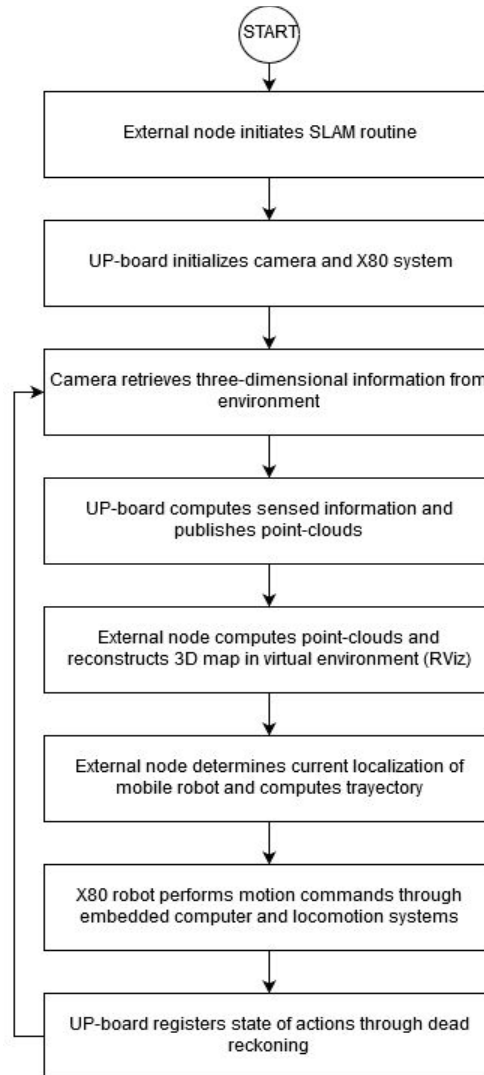 START
External node initiates SLAM routine
UP-board initializes camera and X80 system
Camera retrieves three-dimensional information from
environment
UP-board computes sensed information and
publishes point-clouds
External node computes point-clouds and
reconstructs 3D map in virtual environment (RViz)
External node determines current localization of
mobile robot and computes trayectory
X80 robot performs motion commands through
embedded computer and locomotion systems
UP-board registers state of actions through dead
reckoning